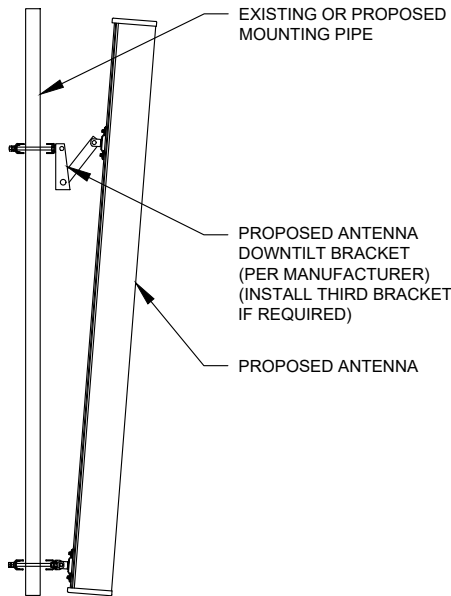 EXISTING OR PROPOSED
MOUNTING PIPE
PROPOSED ANTENNA
DOWNTILT BRACKET
(PER MANUFACTURER)
(INSTALL THIRD BRACKET
IF REQUIRED)
PROPOSED ANTENNA